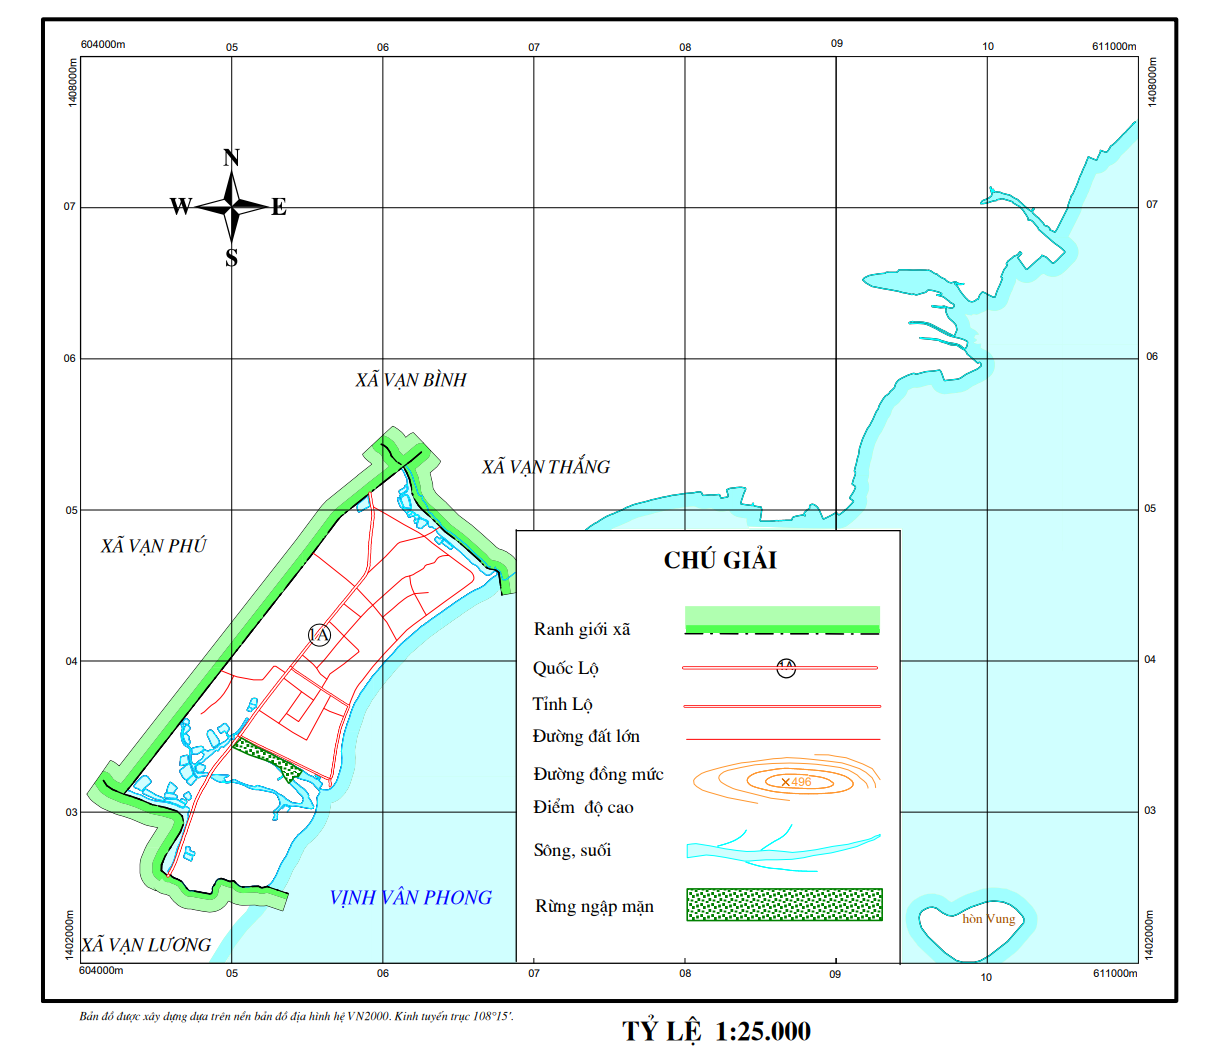 604000m 05 06 07 08 09 10 611000m
1408000m 1408000m
N
W E
S
07 07
06 06
XÃ VẠN BÌNH
XÃ VẠN THẮNG
05 05
XÃ VẠN PHÚ
CHÚ GIẢI
Ranh giới xã
1A
04 04
Quốc Lộ 1A
Tỉnh Lộ
Đường đất lớn
Đường đồng mức 496
Điểm độ cao
03 03
Sông, suối
VỊNH VÂN PHONG
Rừng ngập mặn
hòn Vung
XÃ VẠN LƯƠNG
1402000m 1402000m
604000m 05 06 07 08 09 10 611000m
Bản đồ được xây dựng dựa trên nền bản đồ địa hình hệ VN2000. Kinh tuyến trục 108°15'.
TỶ LỆ 1:25.000